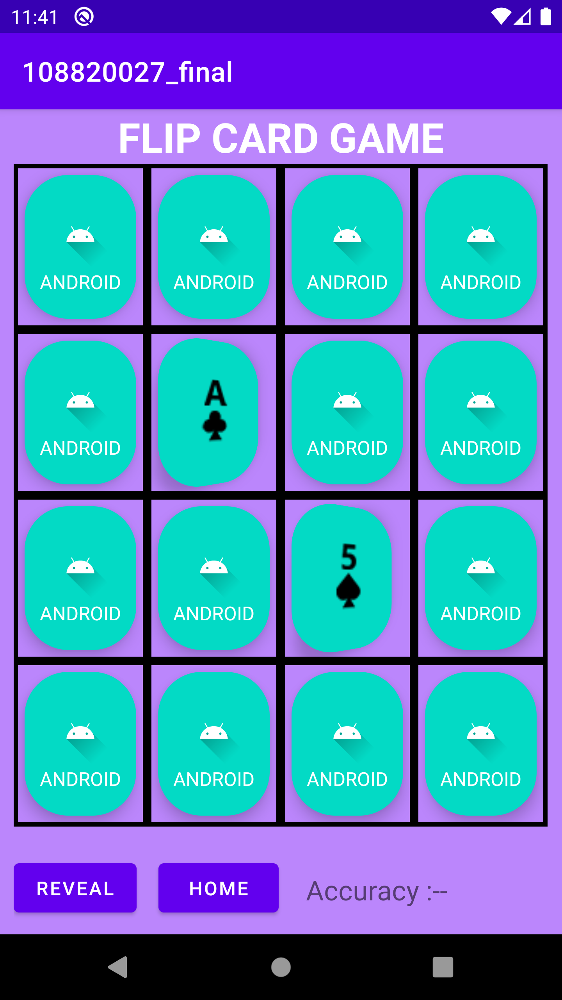 11:41
108820027_final
FLIP CARD GAME
ANDROID ANDROID ANDROID ANDROID
A
ANDROID ANDROID ANDROID
5
ANDROID ANDROID ANDROID
ANDROID ANDROID ANDROID ANDROID
REVEAL HOME Accuracy :--